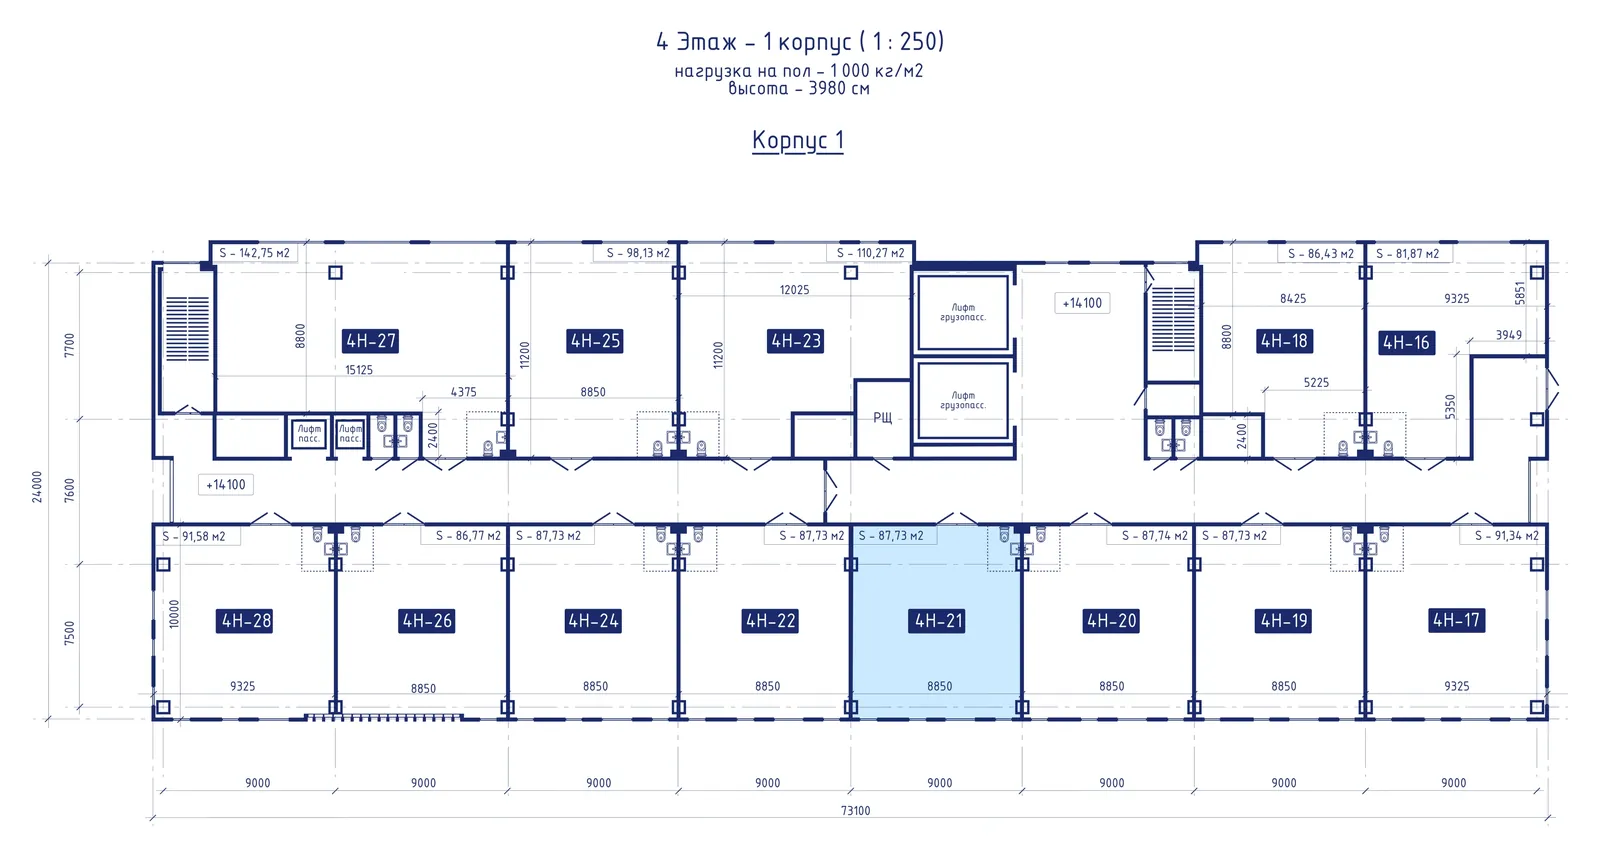 4 Этаж - 1 корпус ( 1 : 250)
нагрузка на пол - 1 000 кг/м2
высота - 3980 см
Корпус 1
S - 142,75 м2
S - 98,13 м2
S - 110,27 м2
S - 86,43 м2
S - 81,87 м2
12025
+14100
8425
9325
5851
Лифт
грузопасс.
3949
8800
11200
11200
8800
7700
4Н-27
4Н-25
4Н-23
4Н-18
4Н-16
15125
4375
8850
5225
5350
Лифт
грузопасс.
РЩ
Лифт
пасс.
Лифт
пасс.
2400
2400
24000
7600
+14100
S - 91,58 м2
S - 86,77 м2
S - 87,73 м2
S - 87,73 м2
S - 87,73 м2
S - 87,74 м2
S - 87,73 м2
S - 91,34 м2
10000
7500
4Н-28
4Н-26
4Н-24
4Н-22
4Н-21
4Н-20
4Н-19
4Н-17
9325
8850
8850
8850
8850
8850
8850
9325
9000
9000
9000
9000
9000
9000
9000
9000
73100